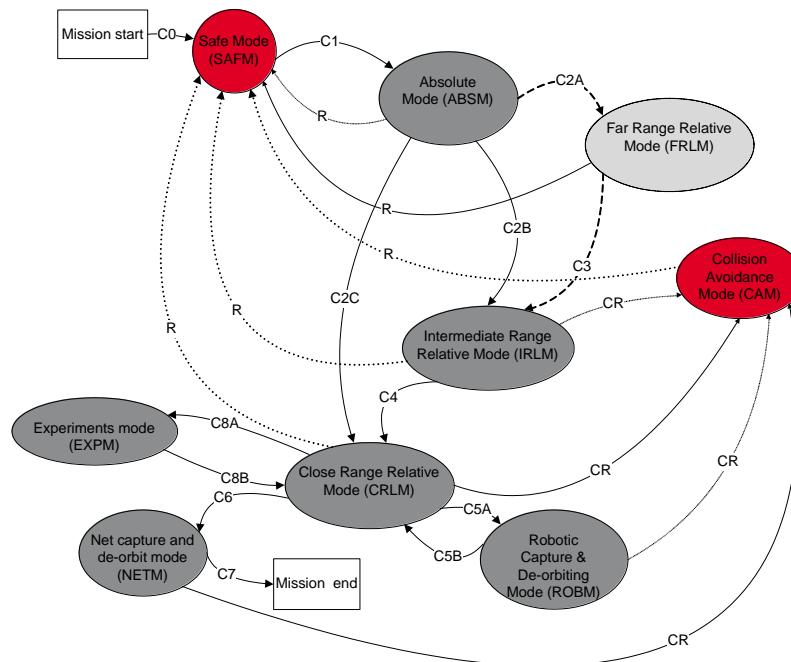 Mission start
C0
Safe Mode
(SAFM)
C1
Absolute
Mode (ABSM)
C2A
R
Far Range Relative
Mode (FRLM)
R
C2B
R
C3
Collision
Avoidance
Mode (CAM)
C2C
R
R
CR
Intermediate Range
Relative Mode (IRLM)
C4
Experiments mode
(EXPM)
C8A
C8B
Close Range Relative
Mode (CRLM)
CR
CR
C6
C5A
Net capture and
de-orbit mode
(NETM)
C7
Mission end
C5B
Robotic
Capture &
De-orbiting
Mode (ROBM)
CR